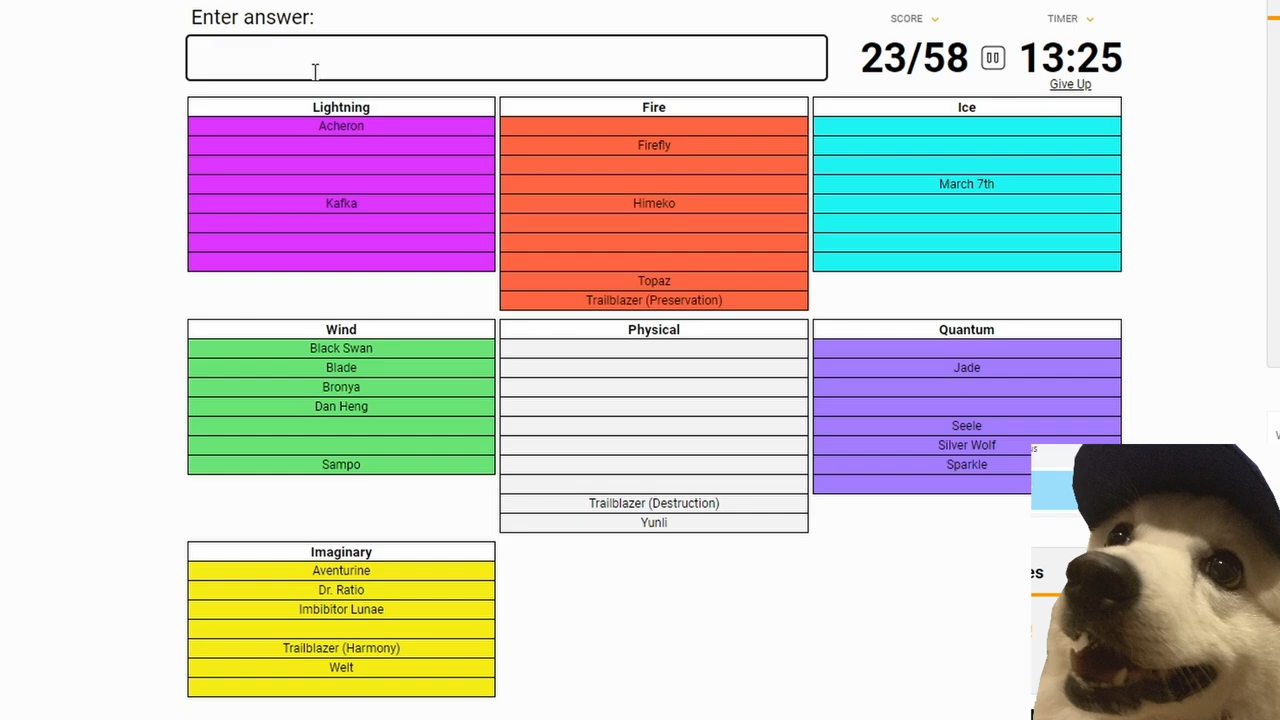 Enter answer:
SCORE
TIMER
23/58
13:25
Give Up
Lightning
Acheron
Kafka
Fire
Firefly
Himeko
Topaz
Trailblazer (Preservation)
Ice
March 7th
Wind
Black Swan
Blade
Bronya
Dan Heng
Sampo
Physical
Trailblazer (Destruction)
Yunli
Quantum
Jade
Seele
Silver Wolf
Sparkle
Imaginary
Aventurine
Dr. Ratio
Imbibitor Lunae
Trailblazer (Harmony)
Welt
es